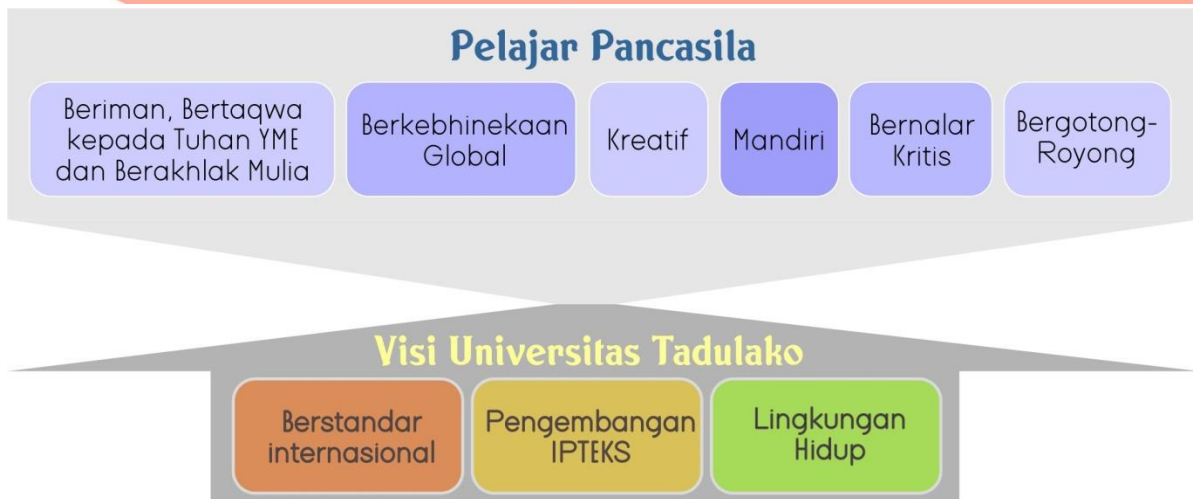 Pelajar Pancasila
Beriman, Bertaqwa
kepada Tuhan YME
dan Berakhlak Mulia
Berkebhinekaan
Global
Kreatif
Mandiri
Bernalar
Kritis
Bergotong-
Royong
Visi Universitas Tadulako
Berstandar
internasional
Pengembangan
IPTEKS
Lingkungan
Hidup